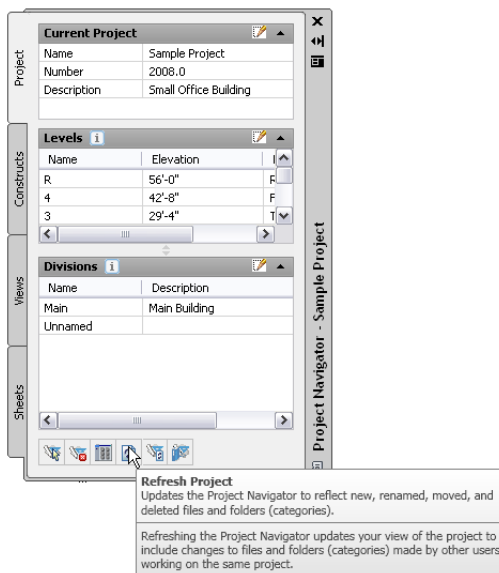 Current Project
Name Sample Project
Number 2008.0
Description Small Office Building
Levels
Name Elevation
R 56'-0"
4 42'-8"
3 29'-4"
Divisions
Name Description
Main Main Building
Unnamed
Project
Constructs
Views
Sheets
Project Navigator - Sample Project
Refresh Project
Updates the Project Navigator to reflect new, renamed, moved, and
deleted files and folders (categories).
Refreshing the Project Navigator updates your view of the project to
include changes to files and folders (categories) made by other users
working on the same project.